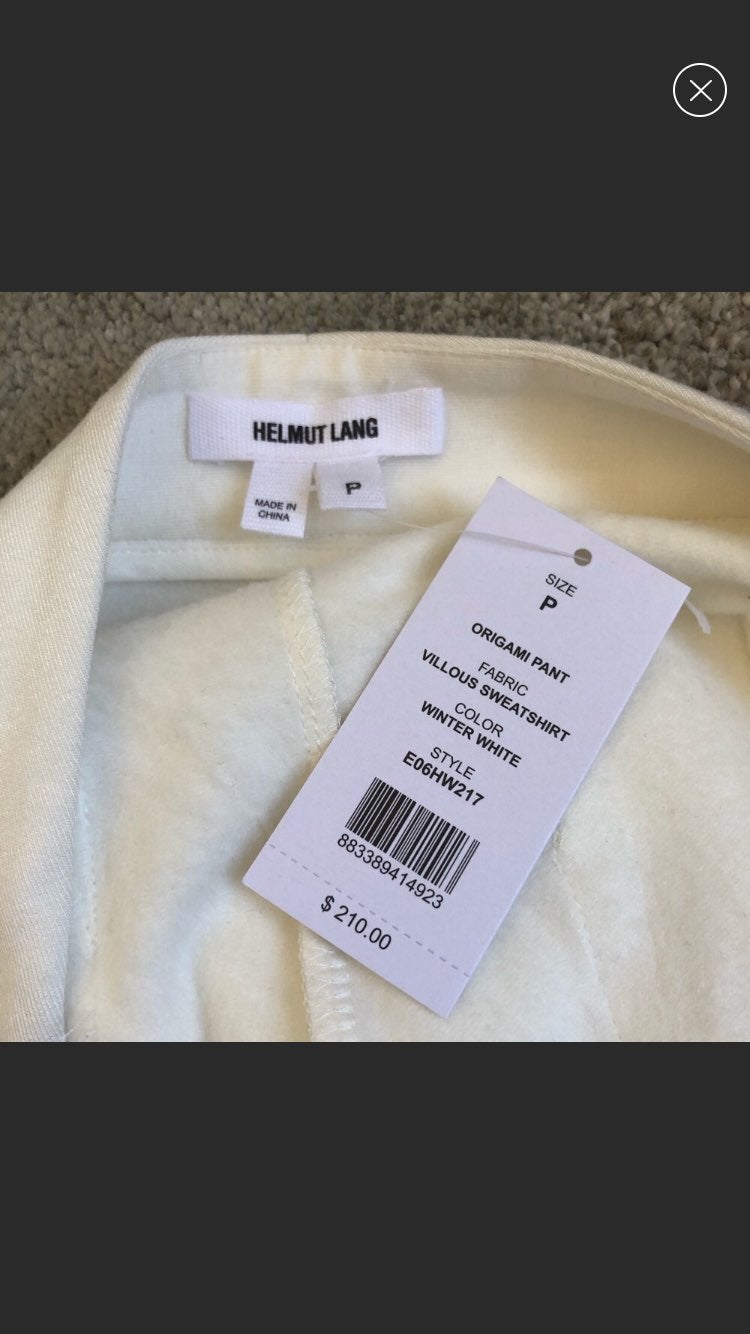 HELMUT LANG
MADE IN
CHINA
P
SIZE
P
ORIGAMI PANT
FABRIC
VILLOUS SWEATSHIRT
COLOR
WINTER WHITE
STYLE
E06HW217
883389414923
$ 210.00